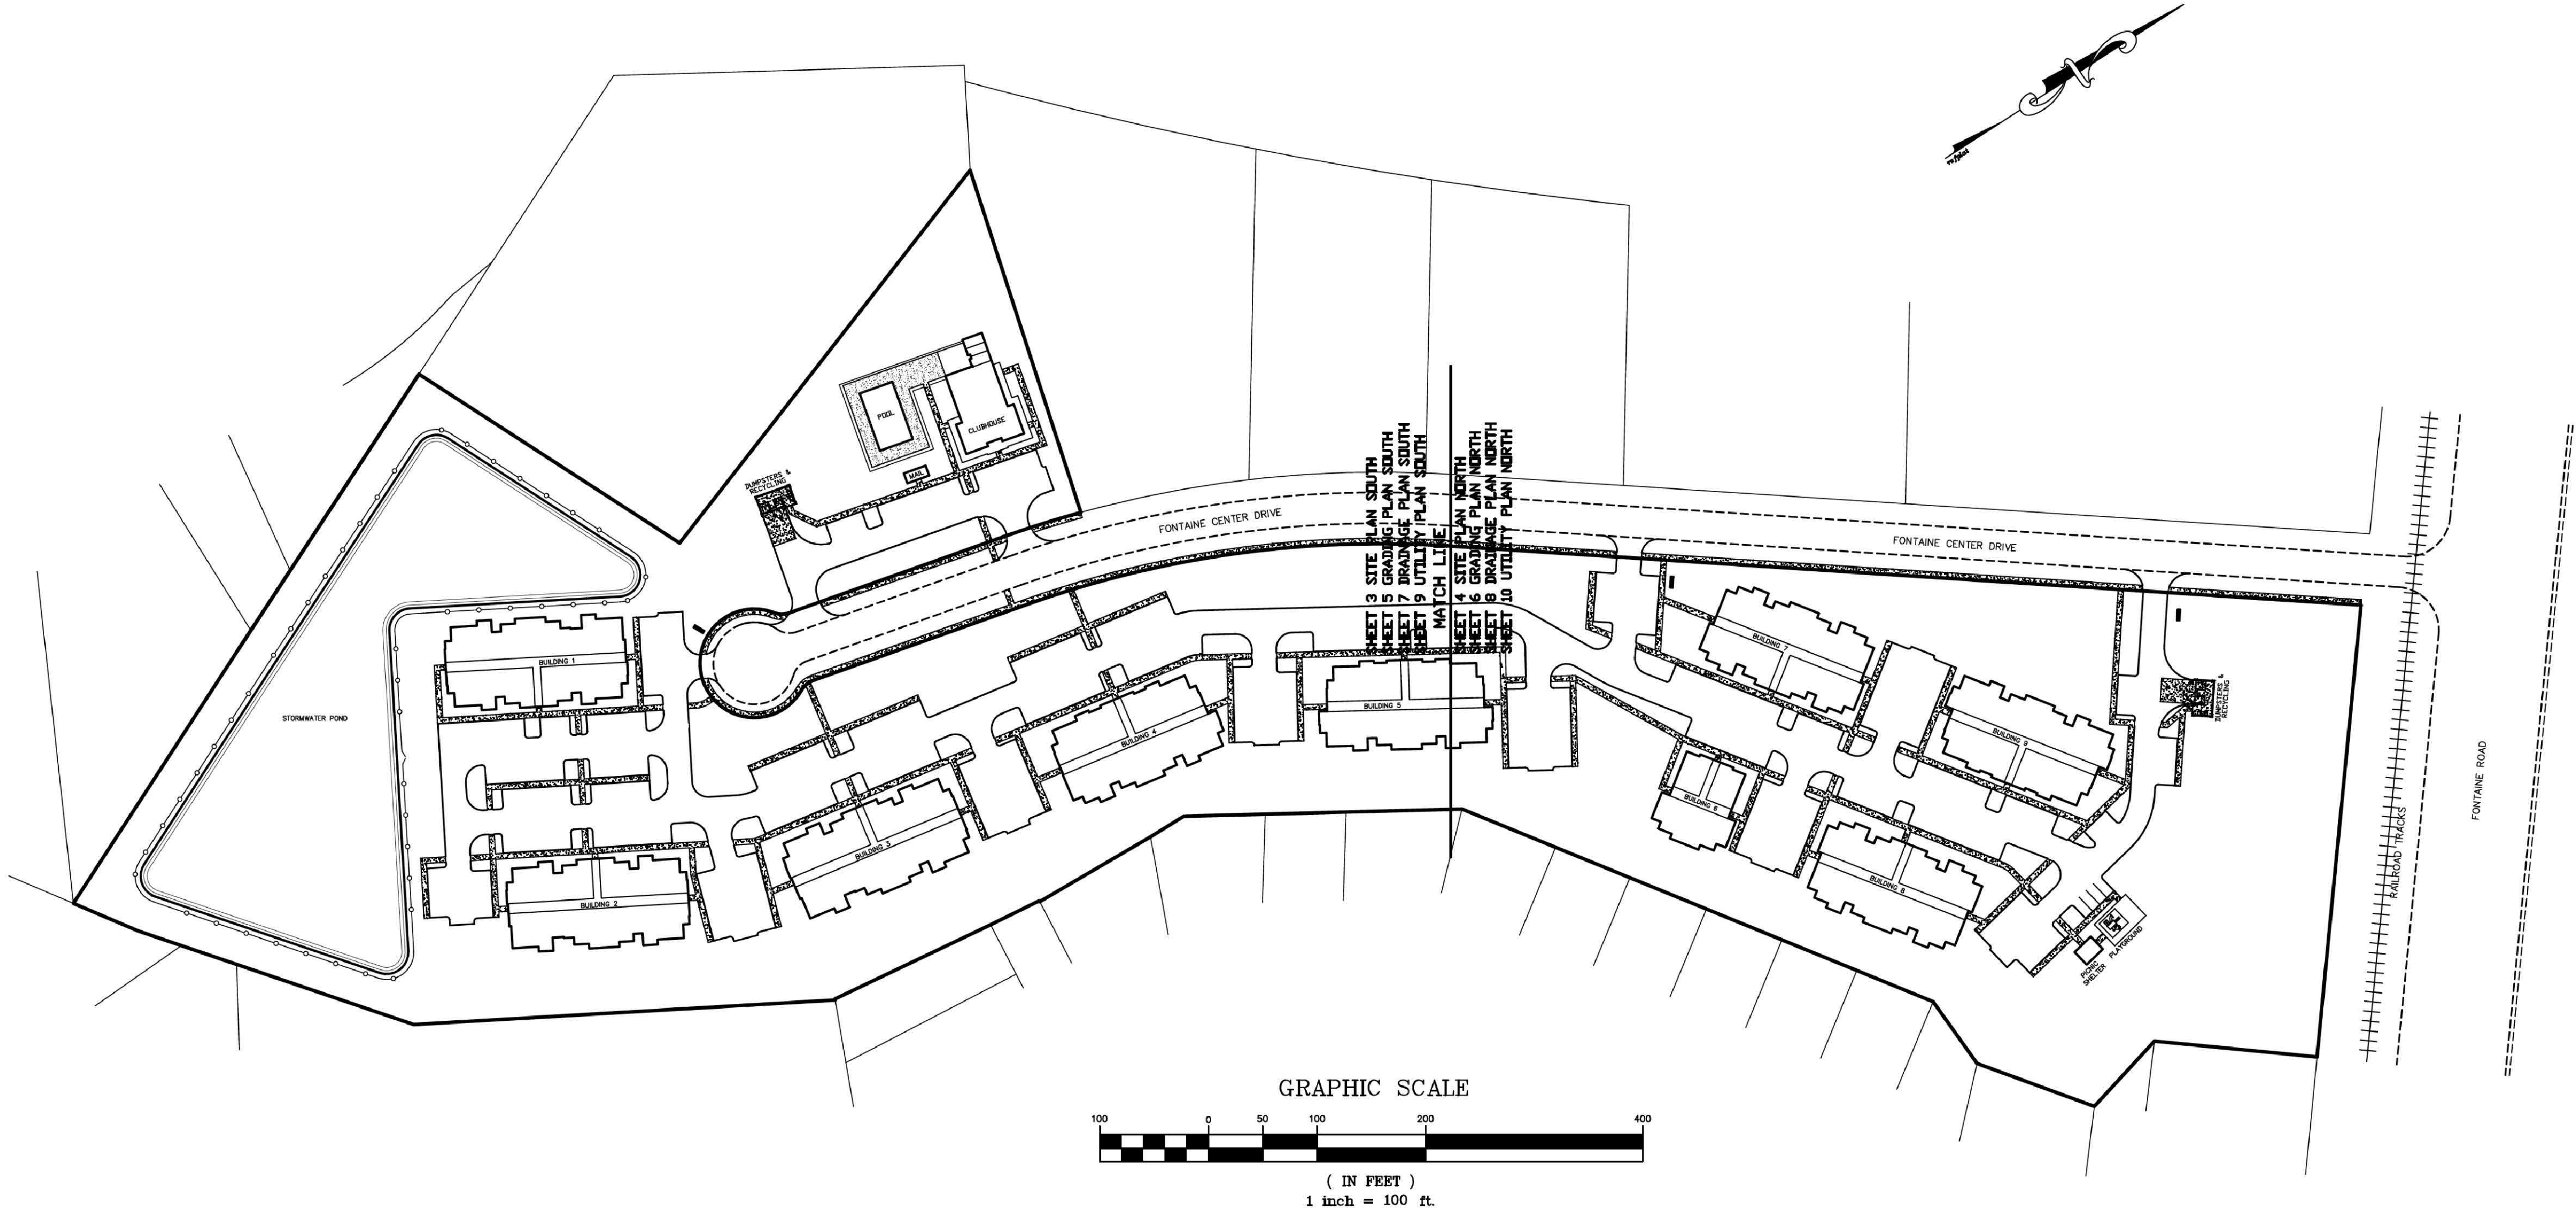 N
rw/plat
POOL
CLUBHOUSE
MAIL
DUMPSTERS &
RECYCLING
FONTAINE CENTER DRIVE
SHEET 3 SITE PLAN SOUTH
SHEET 5 GRADING PLAN SOUTH
SHEET 7 DRAINAGE PLAN SOUTH
SHEET 9 UTILITY PLAN SOUTH
MATCH LINE
SHEET 4 SITE PLAN NORTH
SHEET 6 GRADING PLAN NORTH
SHEET 8 DRAINAGE PLAN NORTH
SHEET 10 UTILITY PLAN NORTH
FONTAINE CENTER DRIVE
BUILDING 1
STORMWATER POND
BUILDING 2
BUILDING 3
BUILDING 4
BUILDING 5
BUILDING 6
BUILDING 7
BUILDING 8
BUILDING 9
DUMPSTERS &
RECYCLING
PICNIC
SHELTER
PLAYGROUND
RAILROAD TRACKS
FONTAINE ROAD
GRAPHIC SCALE
100 0 50 100 200 400
( IN FEET )
1 inch = 100 ft.